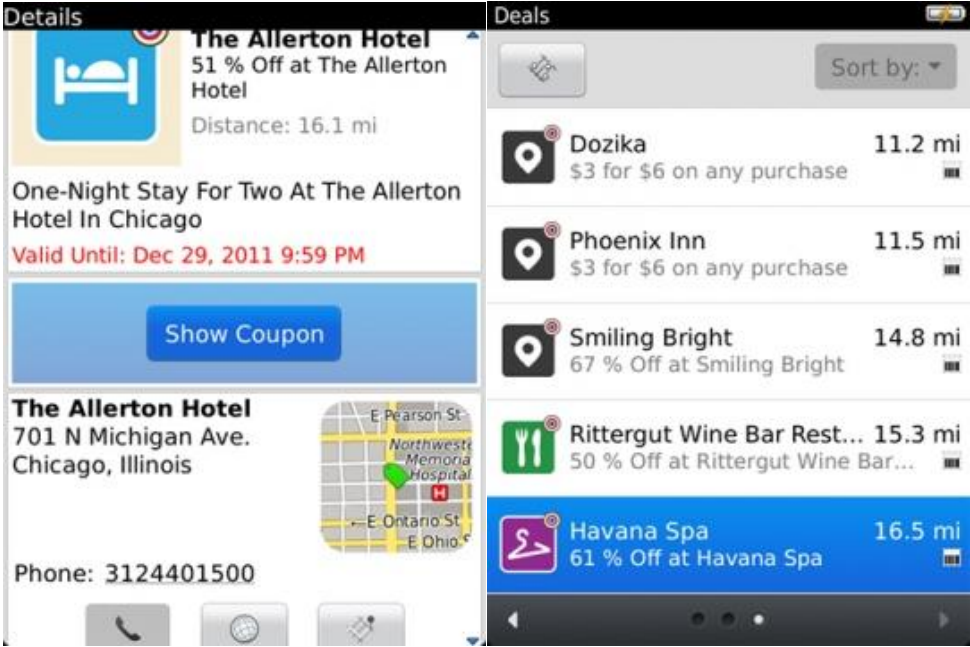 Details
The Allerton Hotel
51 % Off at The Allerton
Hotel
Distance: 16.1 mi
One-Night Stay For Two At The Allerton
Hotel In Chicago
Valid Until: Dec 29, 2011 9:59 PM
Show Coupon
The Allerton Hotel
701 N Michigan Ave.
Chicago, Illinois
E Pearson St
Northweste
Memoria
Hospital
H
E Ontario St
E Ohio S
Phone: 3124401500
Deals
Sort by:
Dozika 11.2 mi
$3 for $6 on any purchase
Phoenix Inn 11.5 mi
$3 for $6 on any purchase
Smiling Bright 14.8 mi
67 % Off at Smiling Bright
Rittergut Wine Bar Rest... 15.3 mi
50 % Off at Rittergut Wine Bar...
Havana Spa 16.5 mi
61 % Off at Havana Spa